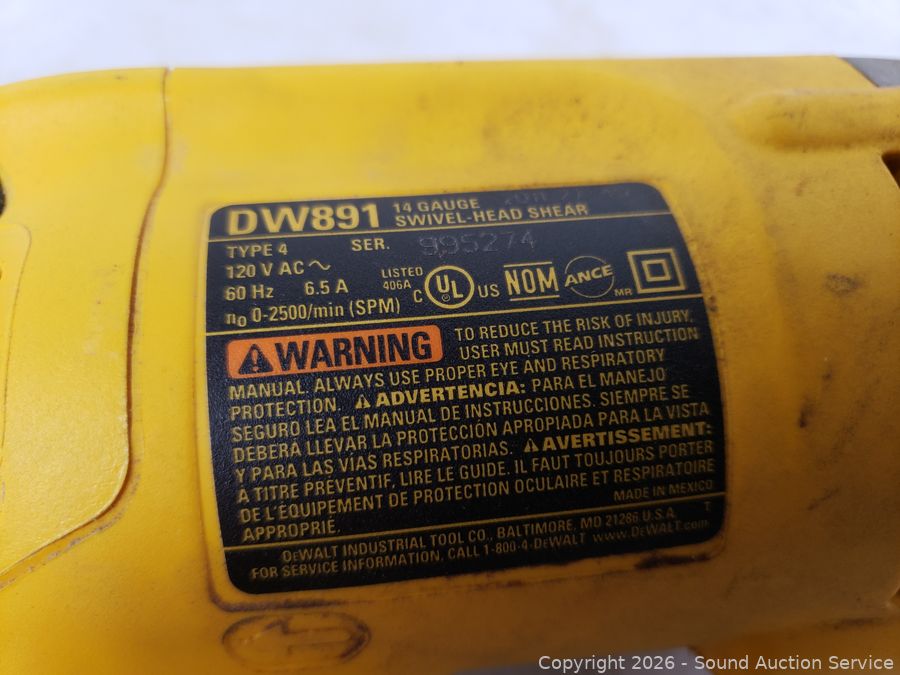 DW891 14 GAUGE
SWIVEL-HEAD SHEAR
TYPE 4 SER. 995274
120 V AC
60 Hz 6.5 A
n0 0-2500/min (SPM)
LISTED
406A
C UL US NOM ANCE MR
WARNING TO REDUCE THE RISK OF INJURY,
USER MUST READ INSTRUCTION
MANUAL. ALWAYS USE PROPER EYE AND RESPIRATORY
PROTECTION. ADVERTENCIA: PARA EL MANEJO
SEGURO LEA EL MANUAL DE INSTRUCCIONES. SIEMPRE SE
DEBERÁ LLEVAR LA PROTECCIÓN APROPIADA PARA LA VISTA
Y PARA LAS VÍAS RESPIRATORIAS. AVERTISSEMENT:
À TITRE PRÉVENTIF, LIRE LE GUIDE. IL FAUT TOUJOURS PORTER
DE L'ÉQUIPEMENT DE PROTECTION OCULAIRE ET RESPIRATOIRE
APPROPRIÉ. MADE IN MEXICO
DEWALT INDUSTRIAL TOOL CO., BALTIMORE, MD 21286 U.S.A. T
FOR SERVICE INFORMATION, CALL 1-800-4-DEWALT www.DEWALT.com
Copyright 2026 - Sound Auction Service